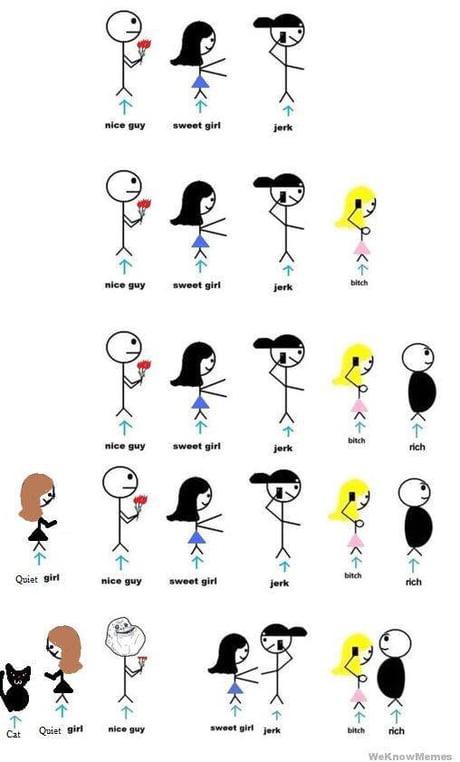 nice guy sweet girl jerk
nice guy sweet girl jerk bitch
nice guy sweet girl jerk bitch rich
Quiet girl nice guy sweet girl jerk bitch rich
Cat Quiet girl nice guy sweet girl jerk bitch rich
WeKnowMemes